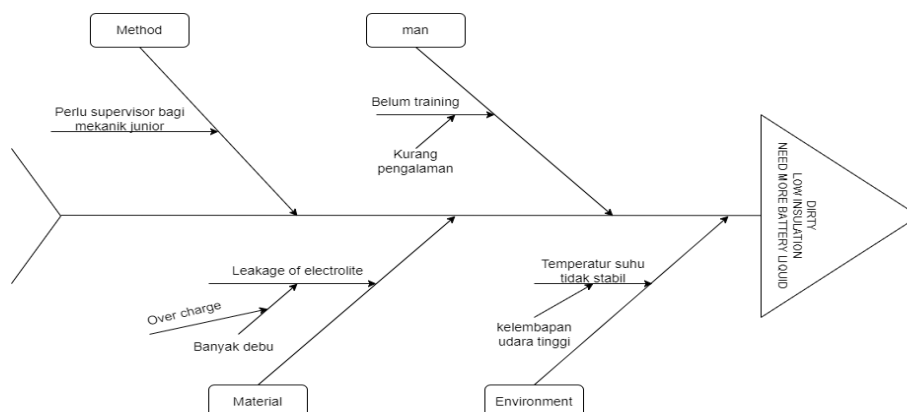 Method
man
Perlu supervisor bagi
mekanik junior
Belum training
Kurang
pengalaman
DIRTY
LOW INSULATION
NEED MORE BATTERY LIQUID
Leakage of electrolite
Over charge
Banyak debu
Temperatur suhu
tidak stabil
kelembapan
udara tinggi
Material
Environment